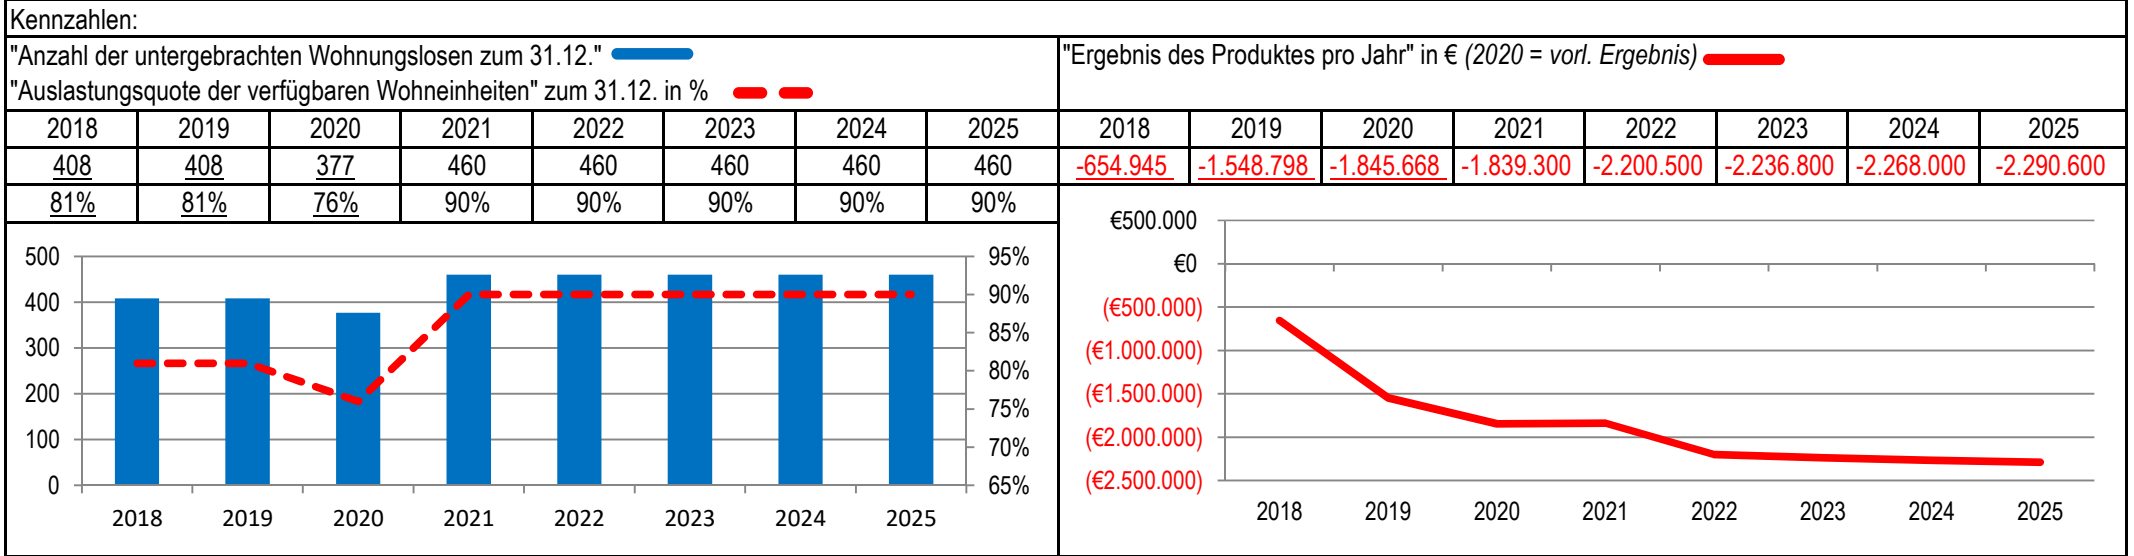 Kennzahlen:
"Anzahl der untergebrachten Wohnungslosen zum 31.12."
"Auslastungsquote der verfügbaren Wohneinheiten" zum 31.12. in %
2018 2019 2020 2021 2022 2023 2024 2025
408 408 377 460 460 460 460 460
81% 81% 76% 90% 90% 90% 90% 90%
500 95%
400 90%
85%
300
80%
200
75%
100 70%
0 65%
2018 2019 2020 2021 2022 2023 2024 2025
"Ergebnis des Produktes pro Jahr" in € (2020 = vorl. Ergebnis)
2018 2019 2020 2021 2022 2023 2024 2025
-654.945 -1.548.798 -1.845.668 -1.839.300 -2.200.500 -2.236.800 -2.268.000 -2.290.600
€500.000
€0
(€500.000)
(€1.000.000)
(€1.500.000)
(€2.000.000)
(€2.500.000)
2018 2019 2020 2021 2022 2023 2024 2025